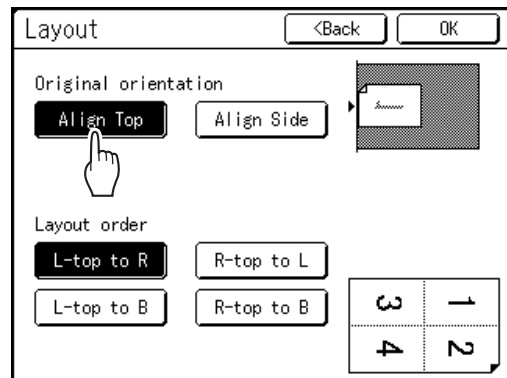 Layout
<Back
OK
Original orientation
Align Top
Align Side
Layout order
L-top to R
R-top to L
L-top to B
R-top to B
3 1
4 2